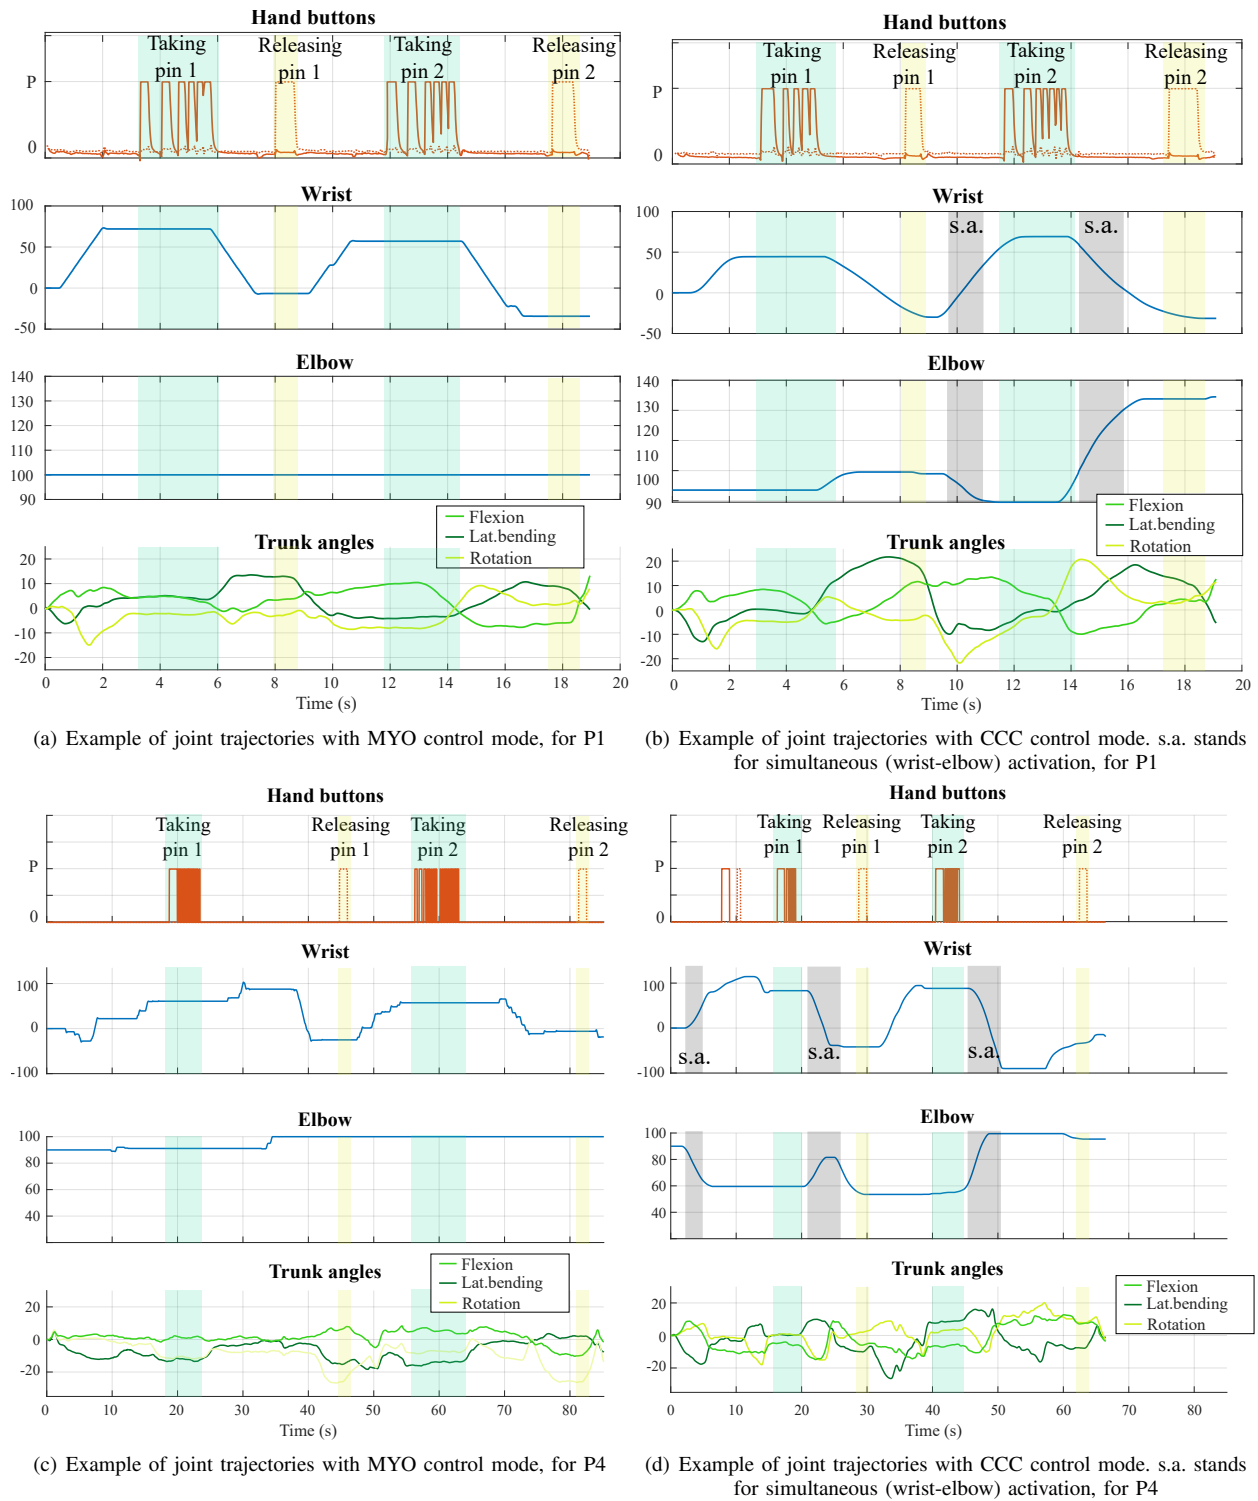 Hand buttons
Taking
pin 1
Releasing
pin 1
Taking
pin 2
Releasing
pin 2
P
0
Wrist
100
50
0
-50
Elbow
140
130
120
110
100
90
Flexion
Lat.bending
Rotation
Trunk angles
20
10
0
-10
-20
0 2 4 6 8 10 12 14 16 18 20
Time (s)
(a) Example of joint trajectories with MYO control mode, for P1
Hand buttons
Taking
pin 1
Releasing
pin 1
Taking
pin 2
Releasing
pin 2
P
0
Wrist
100
50
0
-50
s.a.
s.a.
Elbow
140
130
120
100
90
Flexion
Lat.bending
Rotation
Trunk angles
20
10
0
-10
-20
0 2 4 6 8 10 12 14 16 18 20
Time (s)
(b) Example of joint trajectories with CCC control mode. s.a. stands
for simultaneous (wrist-elbow) activation, for P1
Hand buttons
Taking
pin 1
Releasing
pin 1
Taking
pin 2
Releasing
pin 2
P
0
Wrist
100
0
-100
Elbow
100
80
60
40
Trunk angles
Flexion
Lat.bending
Rotation
20
0
-20
0 10 20 30 40 50 60 70 80
Time (s)
(c) Example of joint trajectories with MYO control mode, for P4
Hand buttons
Taking
pin 1
Releasing
pin 1
Taking
pin 2
Releasing
pin 2
P
0
Wrist
100
0
-100
s.a.
s.a.
s.a.
Elbow
100
80
60
40
Trunk angles
Flexion
Lat.bending
Rotation
20
0
-20
0 10 20 30 40 50 60 70 80
Time (s)
(d) Example of joint trajectories with CCC control mode. s.a. stands
for simultaneous (wrist-elbow) activation, for P4